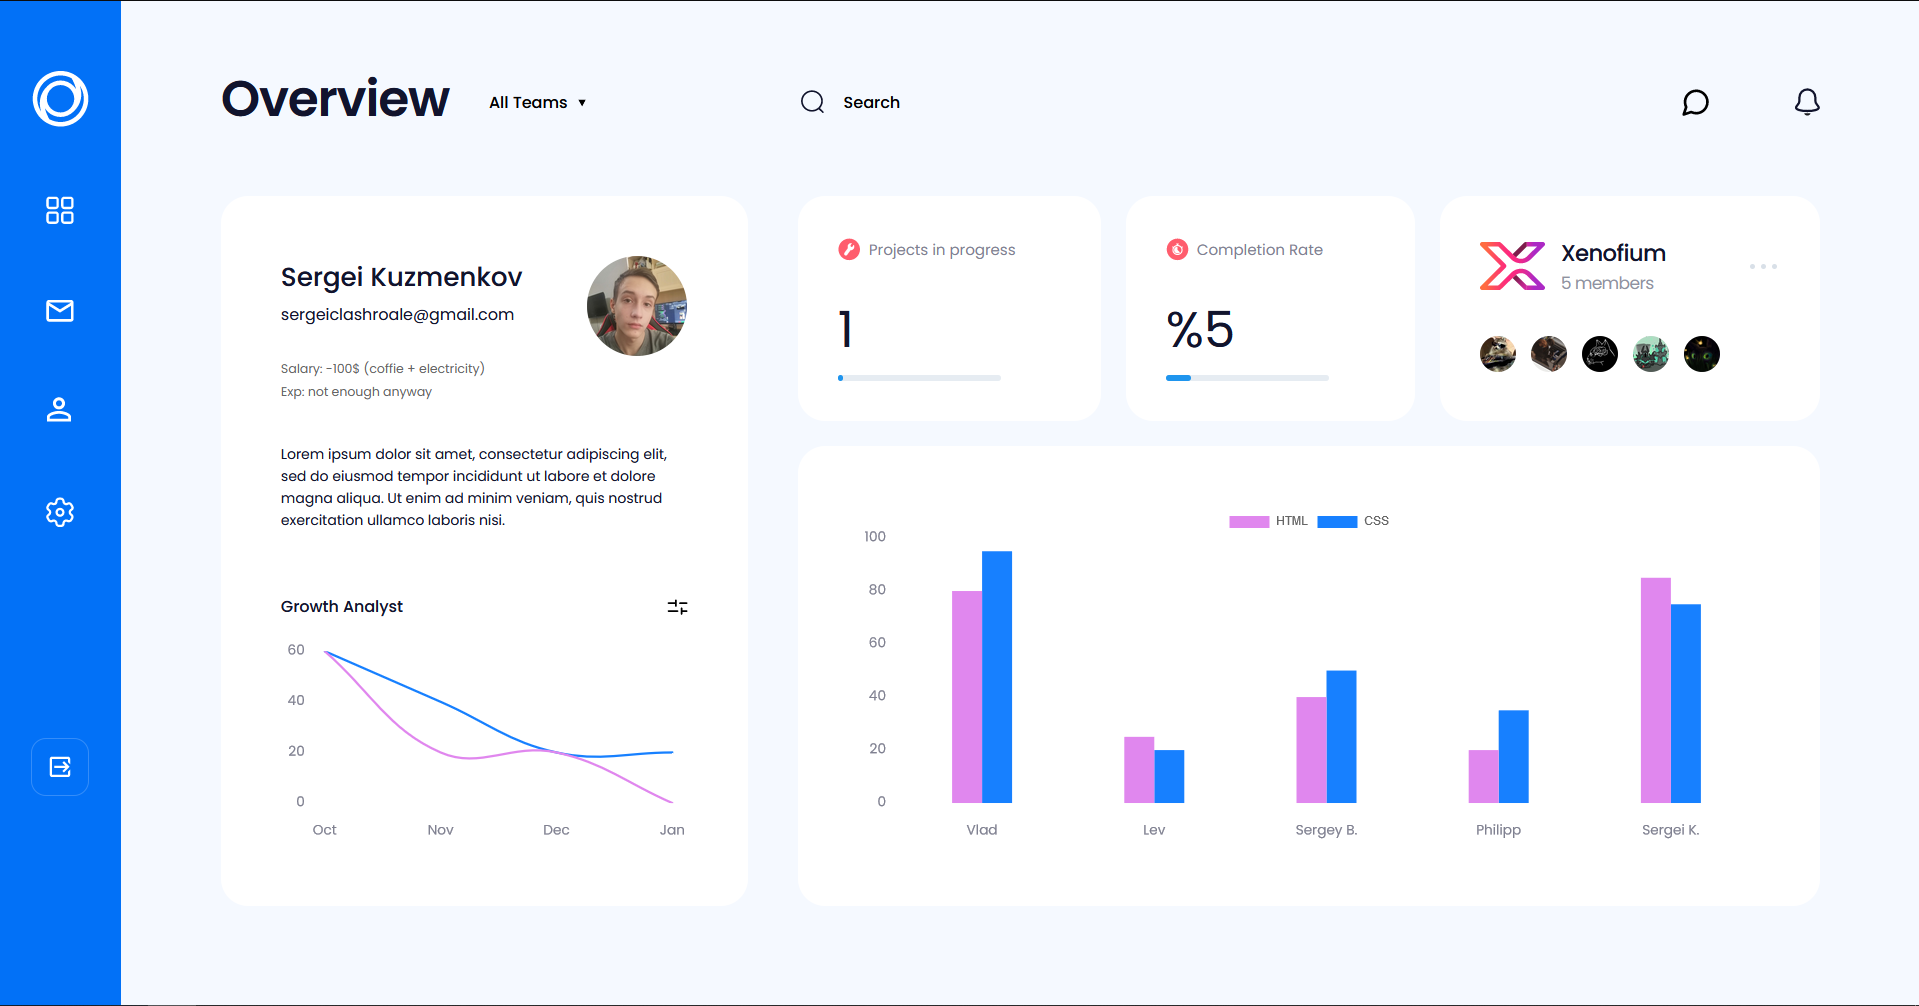 Overview
All Teams ▼
Search
Sergei Kuzmenkov
sergeiclashroale@gmail.com
Salary: -100$ (coffie + electricity)
Exp: not enough anyway
Lorem ipsum dolor sit amet, consectetur adipiscing elit,
sed do eiusmod tempor incididunt ut labore et dolore
magna aliqua. Ut enim ad minim veniam, quis nostrud
exercitation ullamco laboris nisi.
Growth Analyst
60
40
20
0
Oct Nov Dec Jan
Projects in progress
1
Completion Rate
%5
Xenofium
5 members
HTML CSS
100
80
60
40
20
0
Vlad Lev Sergey B. Philipp Sergei K.